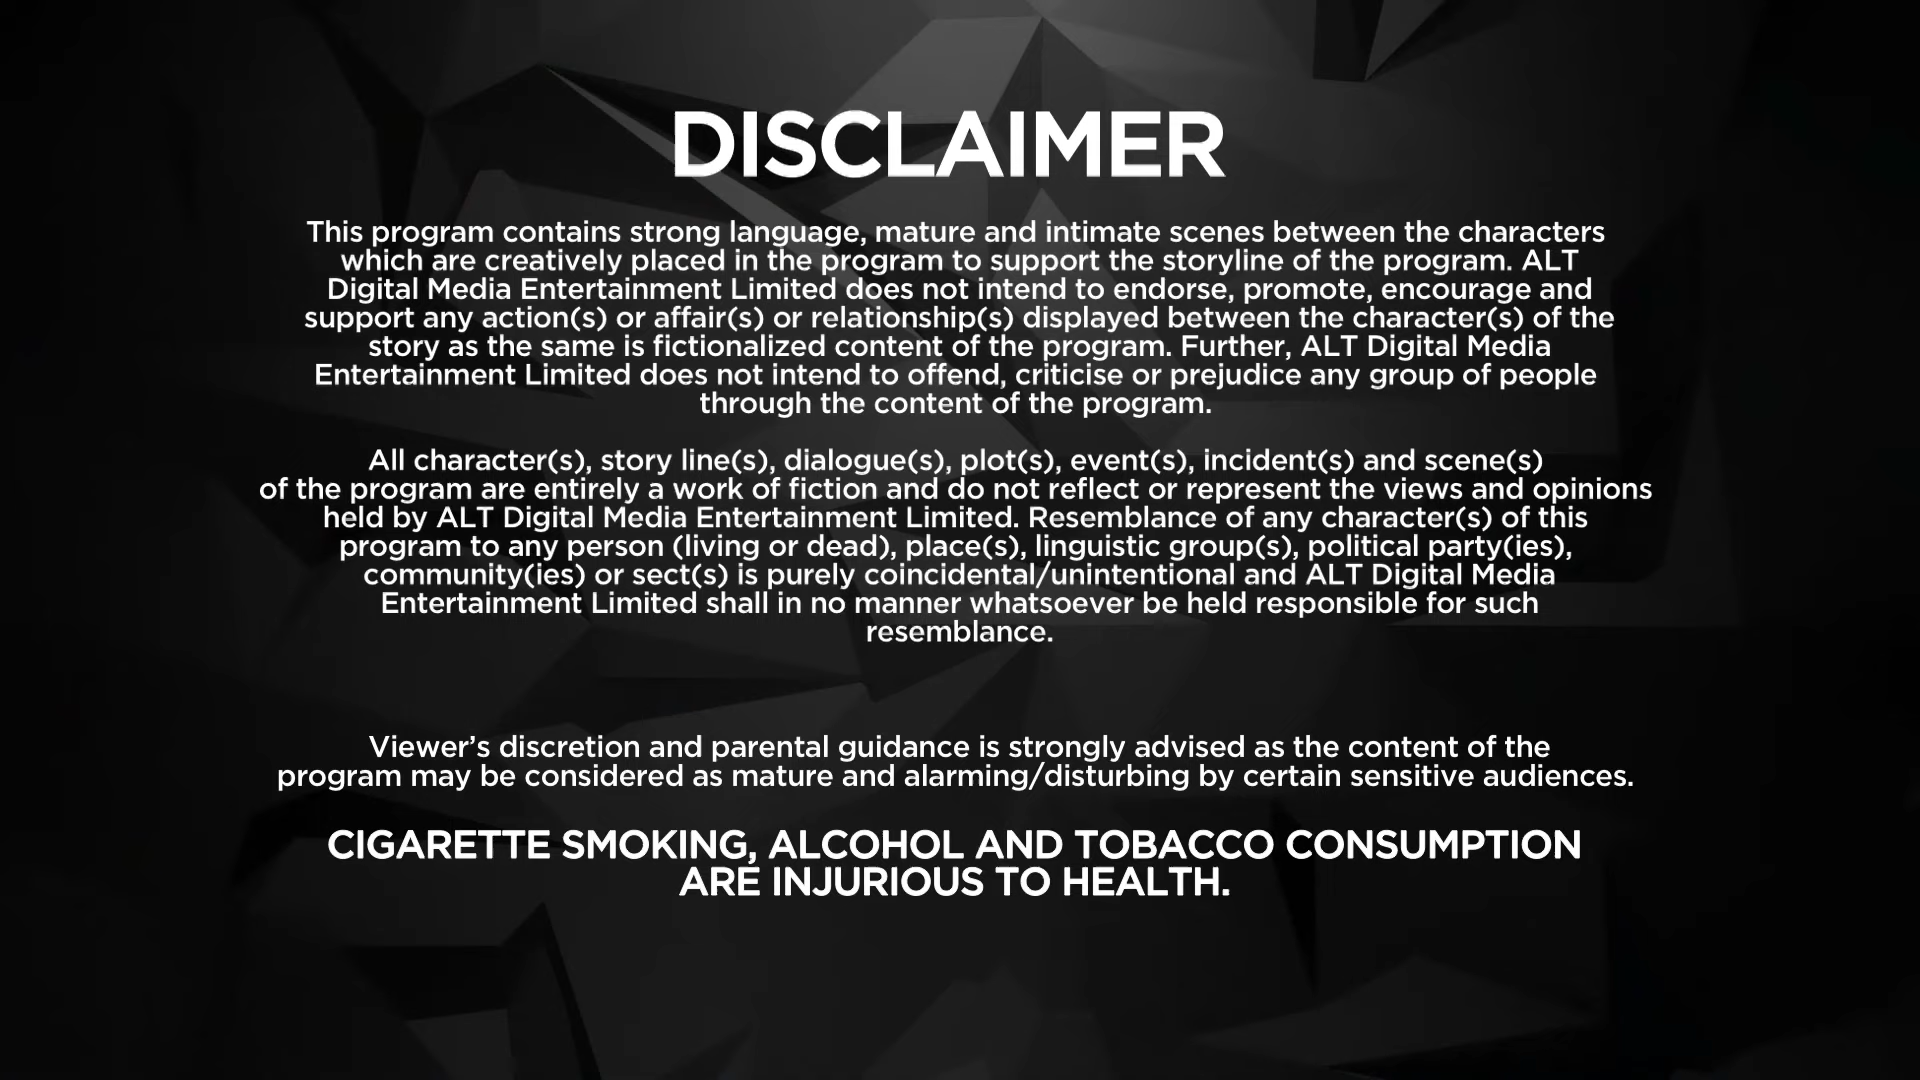 DISCLAIMER
This program contains strong language, mature and intimate scenes between the characters
which are creatively placed in the program to support the storyline of the program. ALT
Digital Media Entertainment Limited does not intend to endorse, promote, encourage and
support any action(s) or affair(s) or relationship(s) displayed between the character(s) of the
story as the same is fictionalized content of the program. Further, ALT Digital Media
Entertainment Limited does not intend to offend, criticise or prejudice any group of people
through the content of the program.
All character(s), story line(s), dialogue(s), plot(s), event(s), incident(s) and scene(s)
of the program are entirely a work of fiction and do not reflect or represent the views and opinions
held by ALT Digital Media Entertainment Limited. Resemblance of any character(s) of this
program to any person (living or dead), place(s), linguistic group(s), political party(ies),
community(ies) or sect(s) is purely coincidental/unintentional and ALT Digital Media
Entertainment Limited shall in no manner whatsoever be held responsible for such
resemblance.
Viewer’s discretion and parental guidance is strongly advised as the content of the
program may be considered as mature and alarming/disturbing by certain sensitive audiences.
CIGARETTE SMOKING, ALCOHOL AND TOBACCO CONSUMPTION
ARE INJURIOUS TO HEALTH.